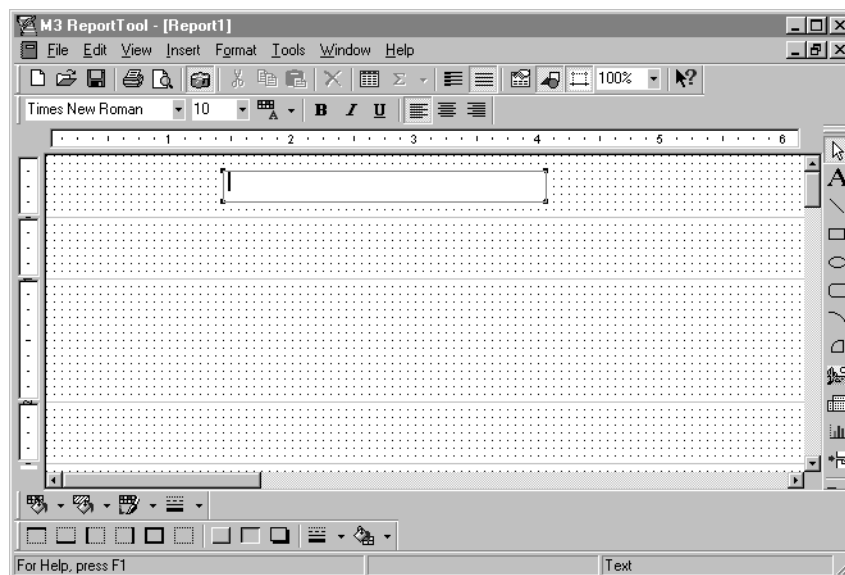 M3 ReportTool - [Report1]
File Edit View Insert Format Tools Window Help
Σ 100% ?
Times New Roman 10 A B I U
1 2 3 4 5 6
A
For Help, press F1 Text